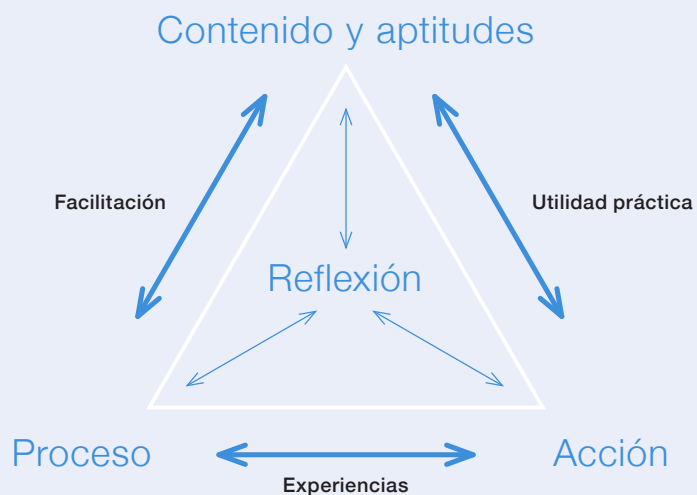 Contenido y aptitudes
Facilitación
Utilidad práctica
Reflexión
Proceso
Acción
Experiencias